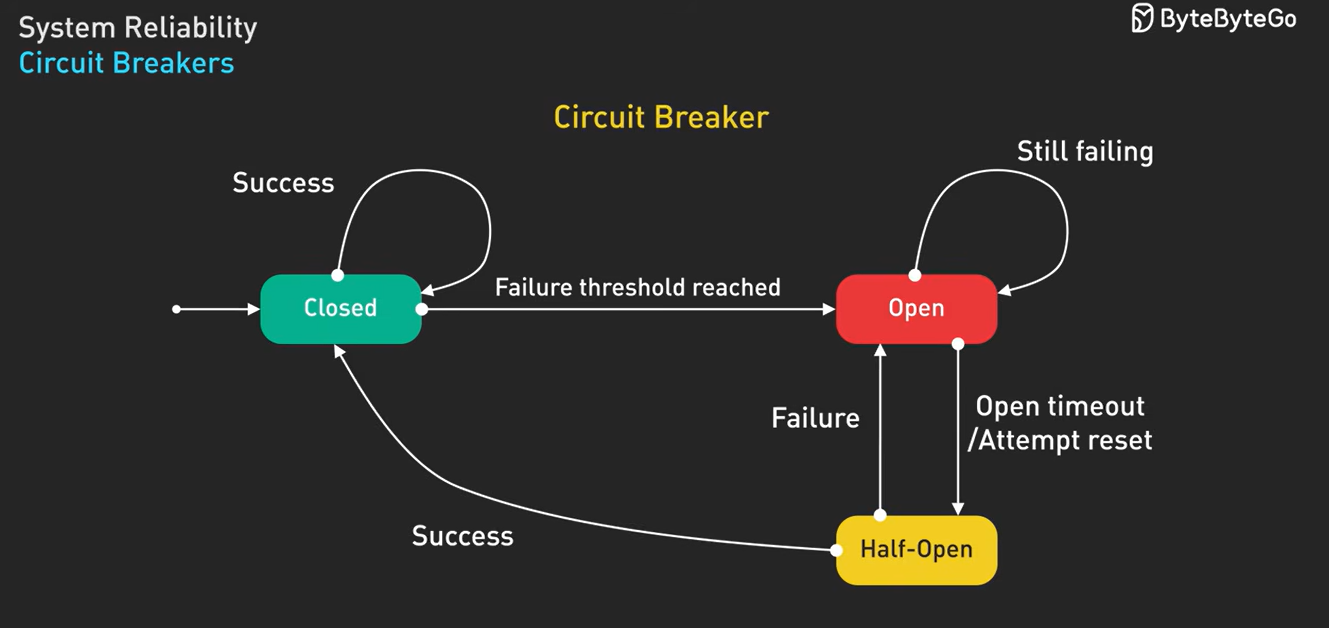 System Reliability
Circuit Breakers
ByteByteGo
Circuit Breaker
Success
Still failing
Closed
Failure threshold reached
Open
Failure
Open timeout
/Attempt reset
Success
Half-Open